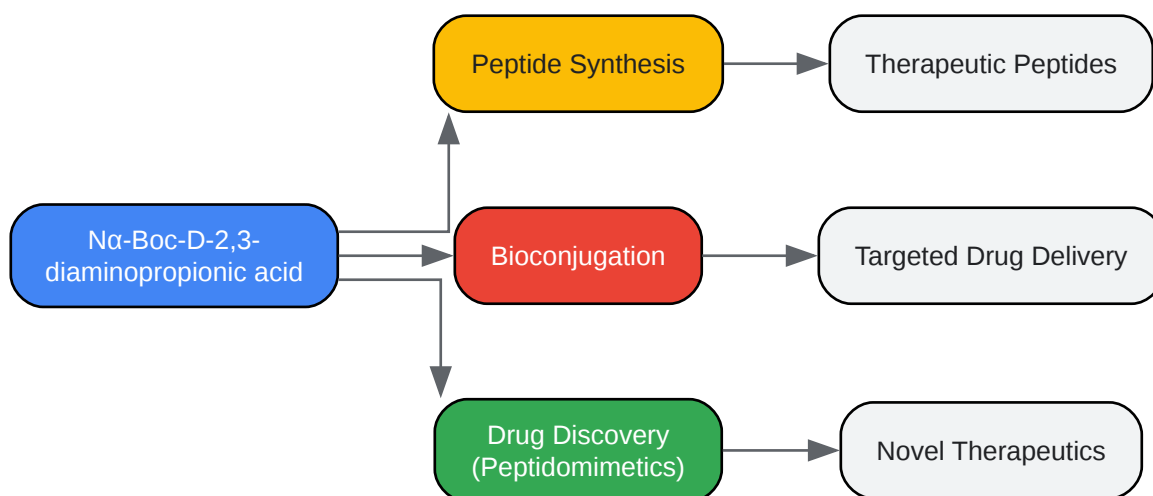 Peptide Synthesis
Therapeutic Peptides
Nα-Boc-D-2,3-
diaminopropionic acid
Bioconjugation
Targeted Drug Delivery
Drug Discovery
(Peptidomimetics)
Novel Therapeutics